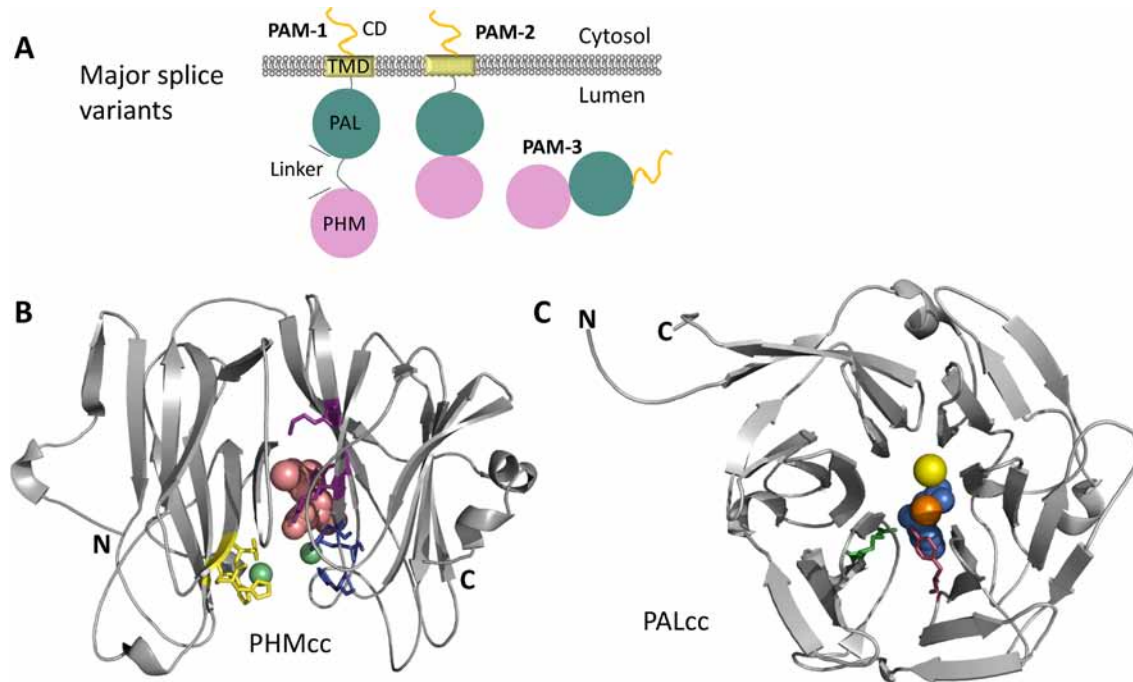 A
Major splice
variants
PAM-1
CD
PAM-2
Cytosol
TMD
Lumen
PAL
PAM-3
Linker
PHM
B
N
C
PHMcc
C
N
C
PALcc